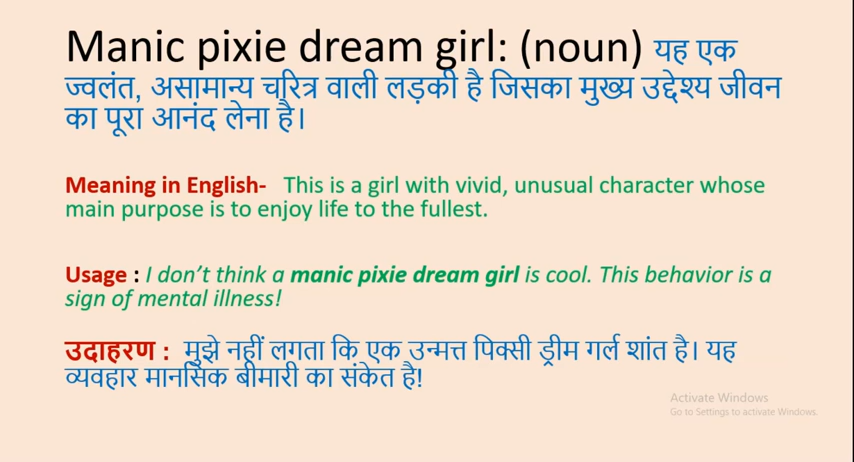 Manic pixie dream girl: (noun) यह एक
ज्वलंत, असामान्य चरित्र वाली लड़की है जिसका मुख्य उद्देश्य जीवन
का पूरा आनंद लेना है।
Meaning in English- This is a girl with vivid, unusual character whose
main purpose is to enjoy life to the fullest.
Usage : I don't think a manic pixie dream girl is cool. This behavior is a
sign of mental illness!
उदाहरण : मुझे नहीं लगता कि एक उन्मत्त पिक्सी ड्रीम गर्ल शांत है। यह
व्यवहार मानसिक बीमारी का संकेत है!
Activate Windows
Go to Settings to activate Windows.